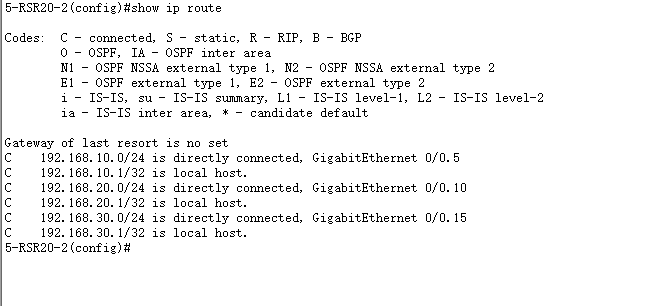 5-RSR20-2(config)#show ip route
Codes:  C - connected, S - static, R - RIP, B - BGP
O - OSPF, IA - OSPF inter area
N1 - OSPF NSSA external type 1, N2 - OSPF NSSA external type 2
E1 - OSPF external type 1, E2 - OSPF external type 2
i - IS-IS, su - IS-IS summary, L1 - IS-IS level-1, L2 - IS-IS level-2
ia - IS-IS inter area, * - candidate default
Gateway of last resort is no set
C    192.168.10.0/24 is directly connected, GigabitEthernet 0/0.5
C    192.168.10.1/32 is local host.
C    192.168.20.0/24 is directly connected, GigabitEthernet 0/0.10
C    192.168.20.1/32 is local host.
C    192.168.30.0/24 is directly connected, GigabitEthernet 0/0.15
C    192.168.30.1/32 is local host.
5-RSR20-2(config)#